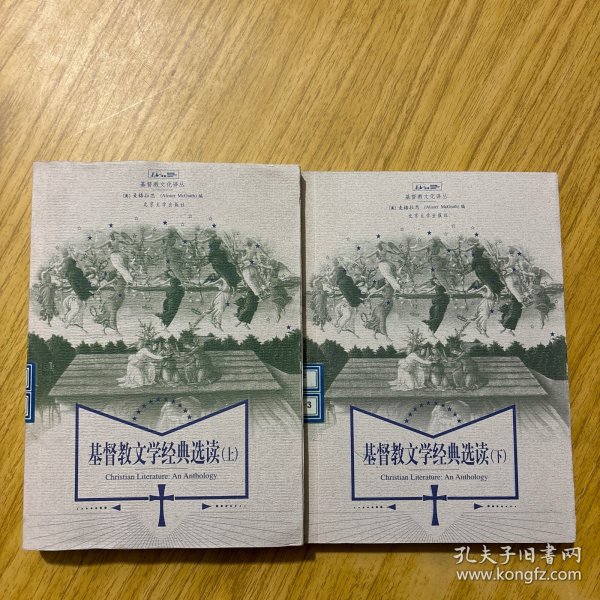 基督教文化译丛
[英] 麦格拉思 (Alister McGrath) 编
北京大学出版社
基督教文学经典选读(上)
Christian Literature: An Anthology
基督教文化译丛
[英] 麦格拉思 (Alister McGrath) 编
北京大学出版社
3
基督教文学经典选读(下)
Christian Literature: An Anthology
孔夫子旧书网
www.kongfz.com